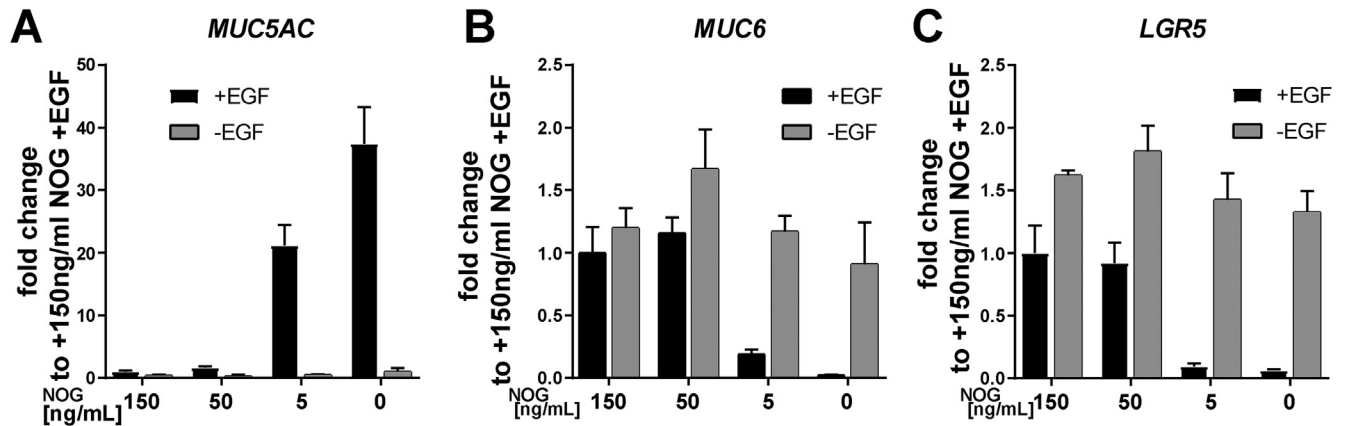 A
MUC5AC
fold change
to +150ng/ml NOG +EGF
50
40
30
20
10
0
+EGF
-EGF
NOG
[ng/mL]
150 50 5 0
B
MUC6
fold change
to +150ng/ml NOG +EGF
2.5
2.0
1.5
1.0
0.5
0.0
+EGF
-EGF
NOG
[ng/mL]
150 50 5 0
C
LGR5
fold change
to +150ng/ml NOG +EGF
2.5
2.0
1.5
1.0
0.5
0.0
+EGF
-EGF
NOG
[ng/mL]
150 50 5 0